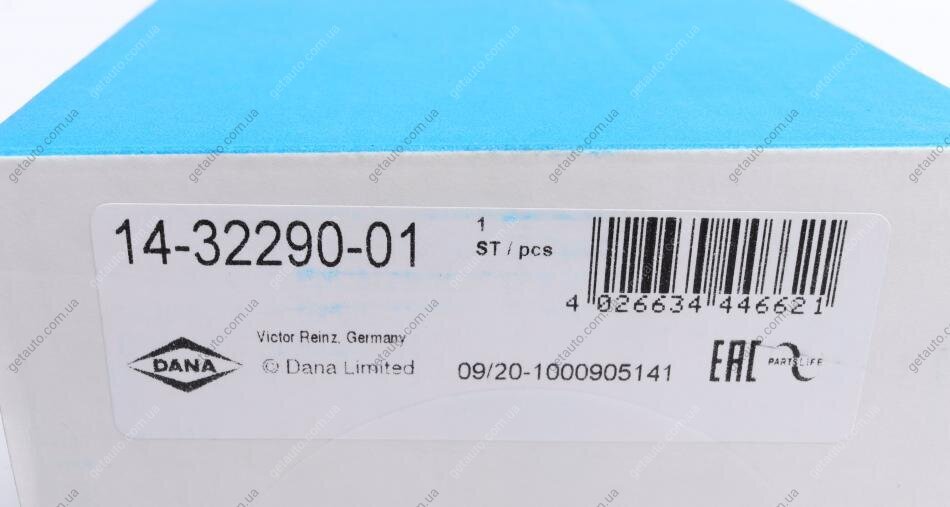 14-32290-01
1
ST / pcs
4 026634 446621
DANA
Victor Reinz, Germany
© Dana Limited
09/20-1000905141
EAC
PARTSLIFE
getauto.com.ua